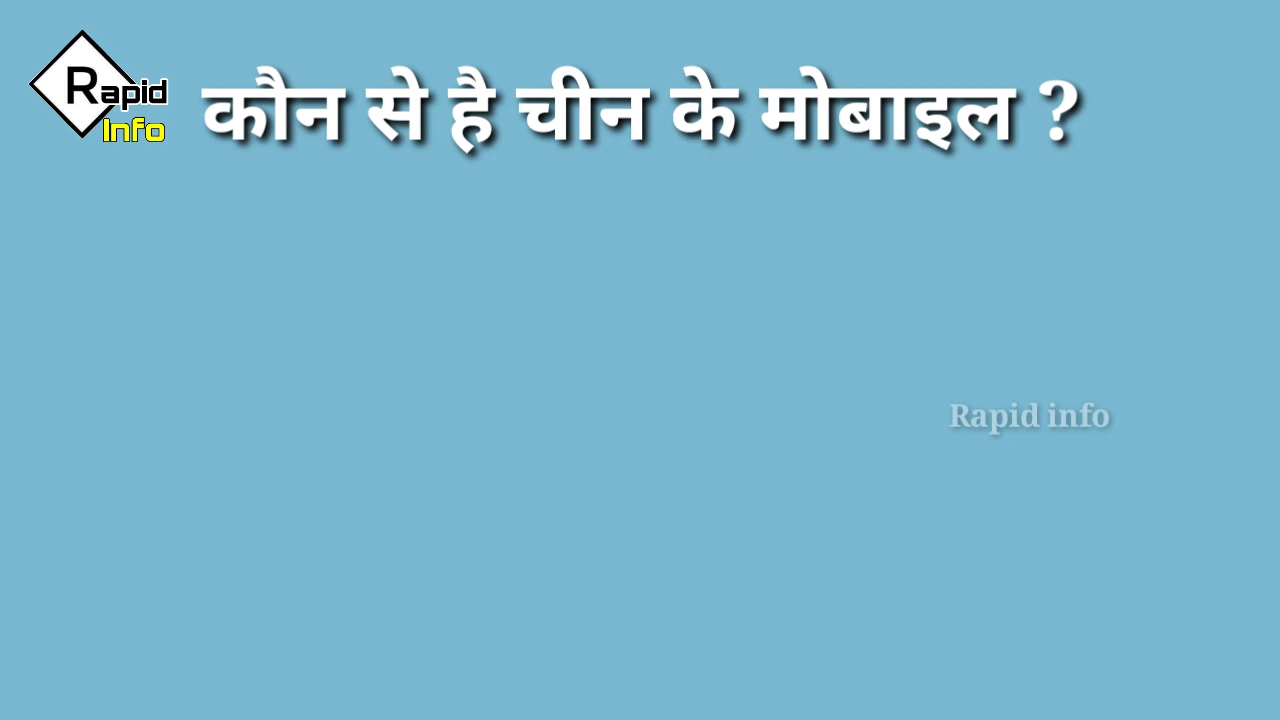 Rapid
Info
कौन से है चीन के मोबाइल ?
Rapid info